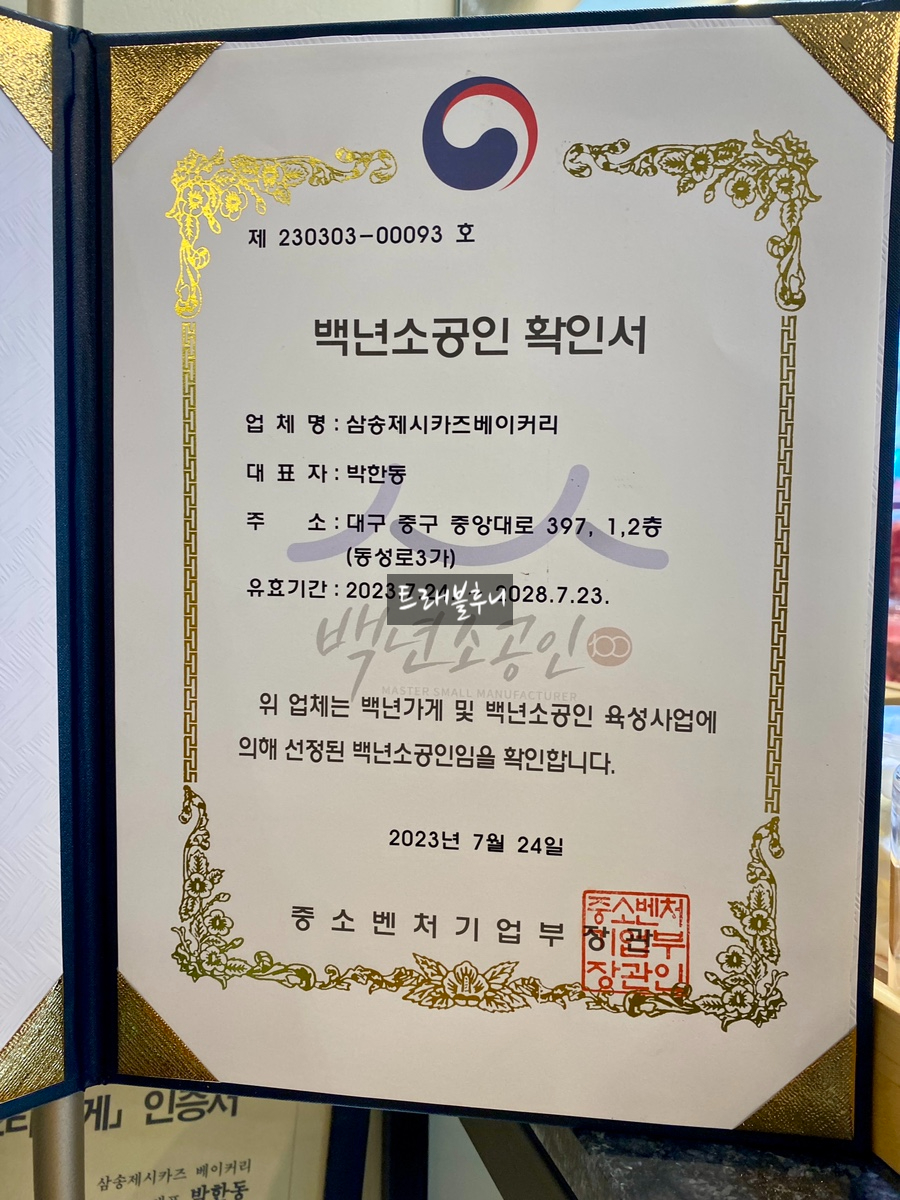 제 230303-00093 호
백년소공인 확인서
업 체 명 : 삼송제시카즈베이커리
대 표 자 : 박한동
주 소 : 대구 중구 중앙대로 397, 1,2층
(동성로3가)
유효기간 : 2023.7.24. 2028.7.23.
트래블후니
백년소공인 100
MASTER SMALL MANUFACTURER
위 업체는 백년가게 및 백년소공인 육성사업에
의해 선정된 백년소공인임을 확인합니다.
2023년 7월 24일
중소벤처기업부 장관
중소벤처
기업부
장관인
게」 인증서
삼송제시카즈 베이커리
박한동